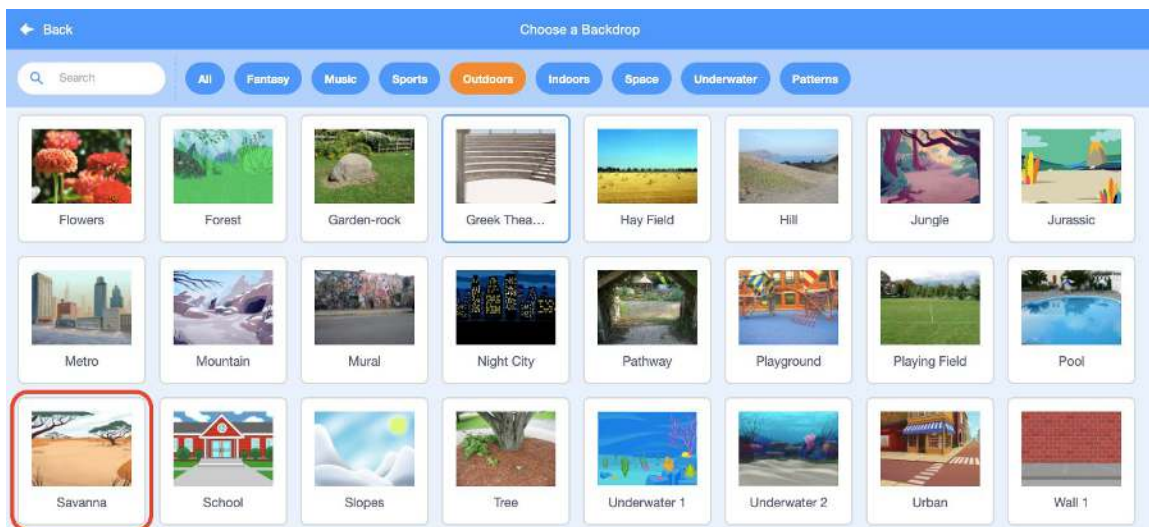 Back Choose a Backdrop
Search All Fantasy Music Sports Outdoors Indoors Space Underwater Patterns
Flowers Forest Garden-rock Greek Thea... Hay Field Hill Jungle Jurassic
Metro Mountain Mural Night City Pathway Playground Playing Field Pool
Savanna School Slopes Tree Underwater 1 Underwater 2 Urban Wall 1